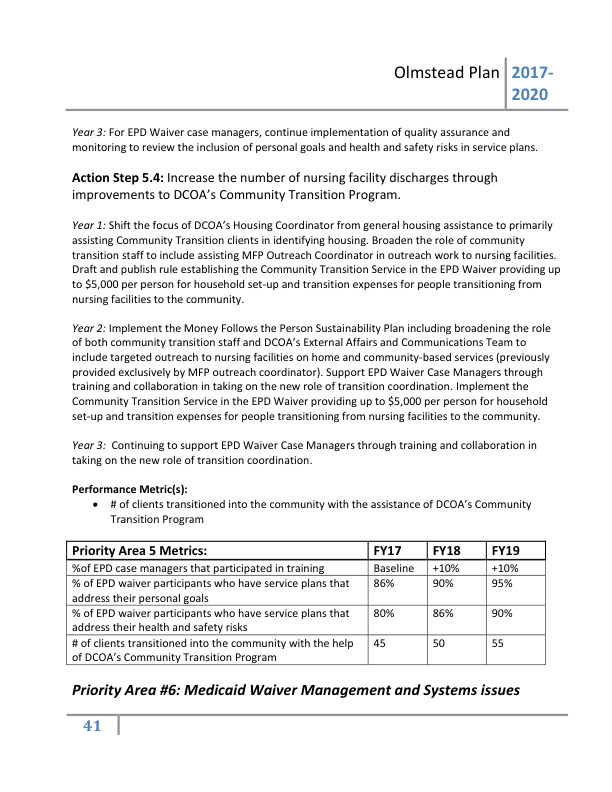 Olmstead Plan 2017-
2020
Year 3: For EPD Waiver case managers, continue implementation of quality assurance and
monitoring to review the inclusion of personal goals and health and safety risks in service plans.
Action Step 5.4: Increase the number of nursing facility discharges through
improvements to DCOA’s Community Transition Program.
Year 1: Shift the focus of DCOA’s Housing Coordinator from general housing assistance to primarily
assisting Community Transition clients in identifying housing. Broaden the role of community
transition staff to include assisting MFP Outreach Coordinator in outreach work to nursing facilities.
Draft and publish rule establishing the Community Transition Service in the EPD Waiver providing up
to $5,000 per person for household set-up and transition expenses for people transitioning from
nursing facilities to the community.
Year 2: Implement the Money Follows the Person Sustainability Plan including broadening the role
of both community transition staff and DCOA’s External Affairs and Communications Team to
include targeted outreach to nursing facilities on home and community-based services (previously
provided exclusively by MFP outreach coordinator). Support EPD Waiver Case Managers through
training and collaboration in taking on the new role of transition coordination. Implement the
Community Transition Service in the EPD Waiver providing up to $5,000 per person for household
set-up and transition expenses for people transitioning from nursing facilities to the community.
Year 3: Continuing to support EPD Waiver Case Managers through training and collaboration in
taking on the new role of transition coordination.
Performance Metric(s):
• # of clients transitioned into the community with the assistance of DCOA’s Community
Transition Program
Priority Area 5 Metrics: FY17 FY18 FY19
%of EPD case managers that participated in training Baseline +10% +10%
% of EPD waiver participants who have service plans that 86% 90% 95%
address their personal goals
% of EPD waiver participants who have service plans that 80% 86% 90%
address their health and safety risks
# of clients transitioned into the community with the help 45 50 55
of DCOA’s Community Transition Program
Priority Area #6: Medicaid Waiver Management and Systems issues
41